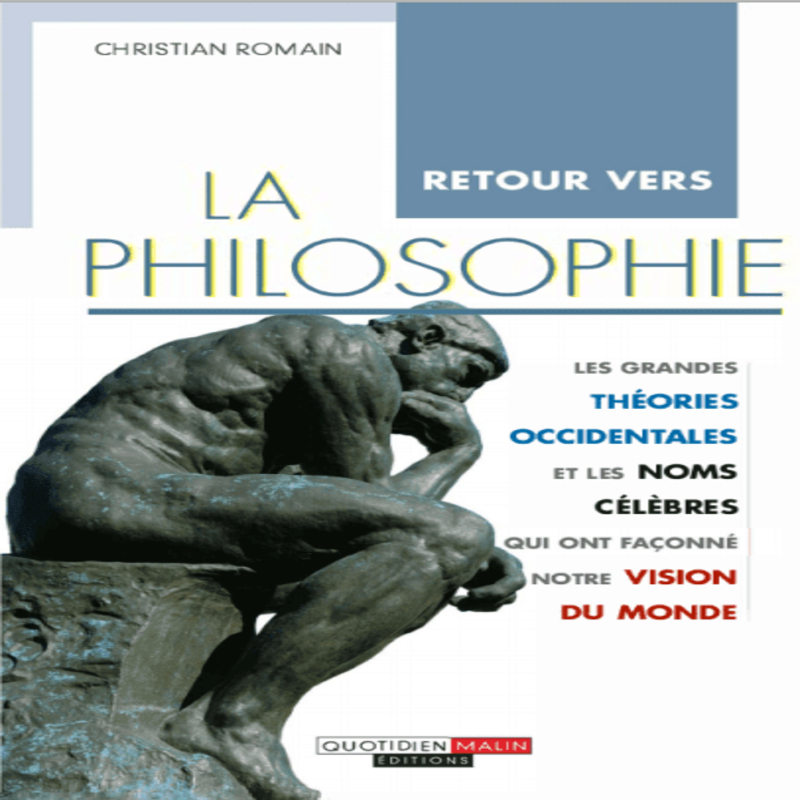 CHRISTIAN ROMAIN
RETOUR VERS
LA
PHILOSOPHIE
LES GRANDES
THÉORIES
OCCIDENTALES
ET LES NOMS
CÉLÈBRES
QUI ONT FAÇONNÉ
NOTRE VISION
DU MONDE
QUOTIDIEN MALIN
ÉDITIONS